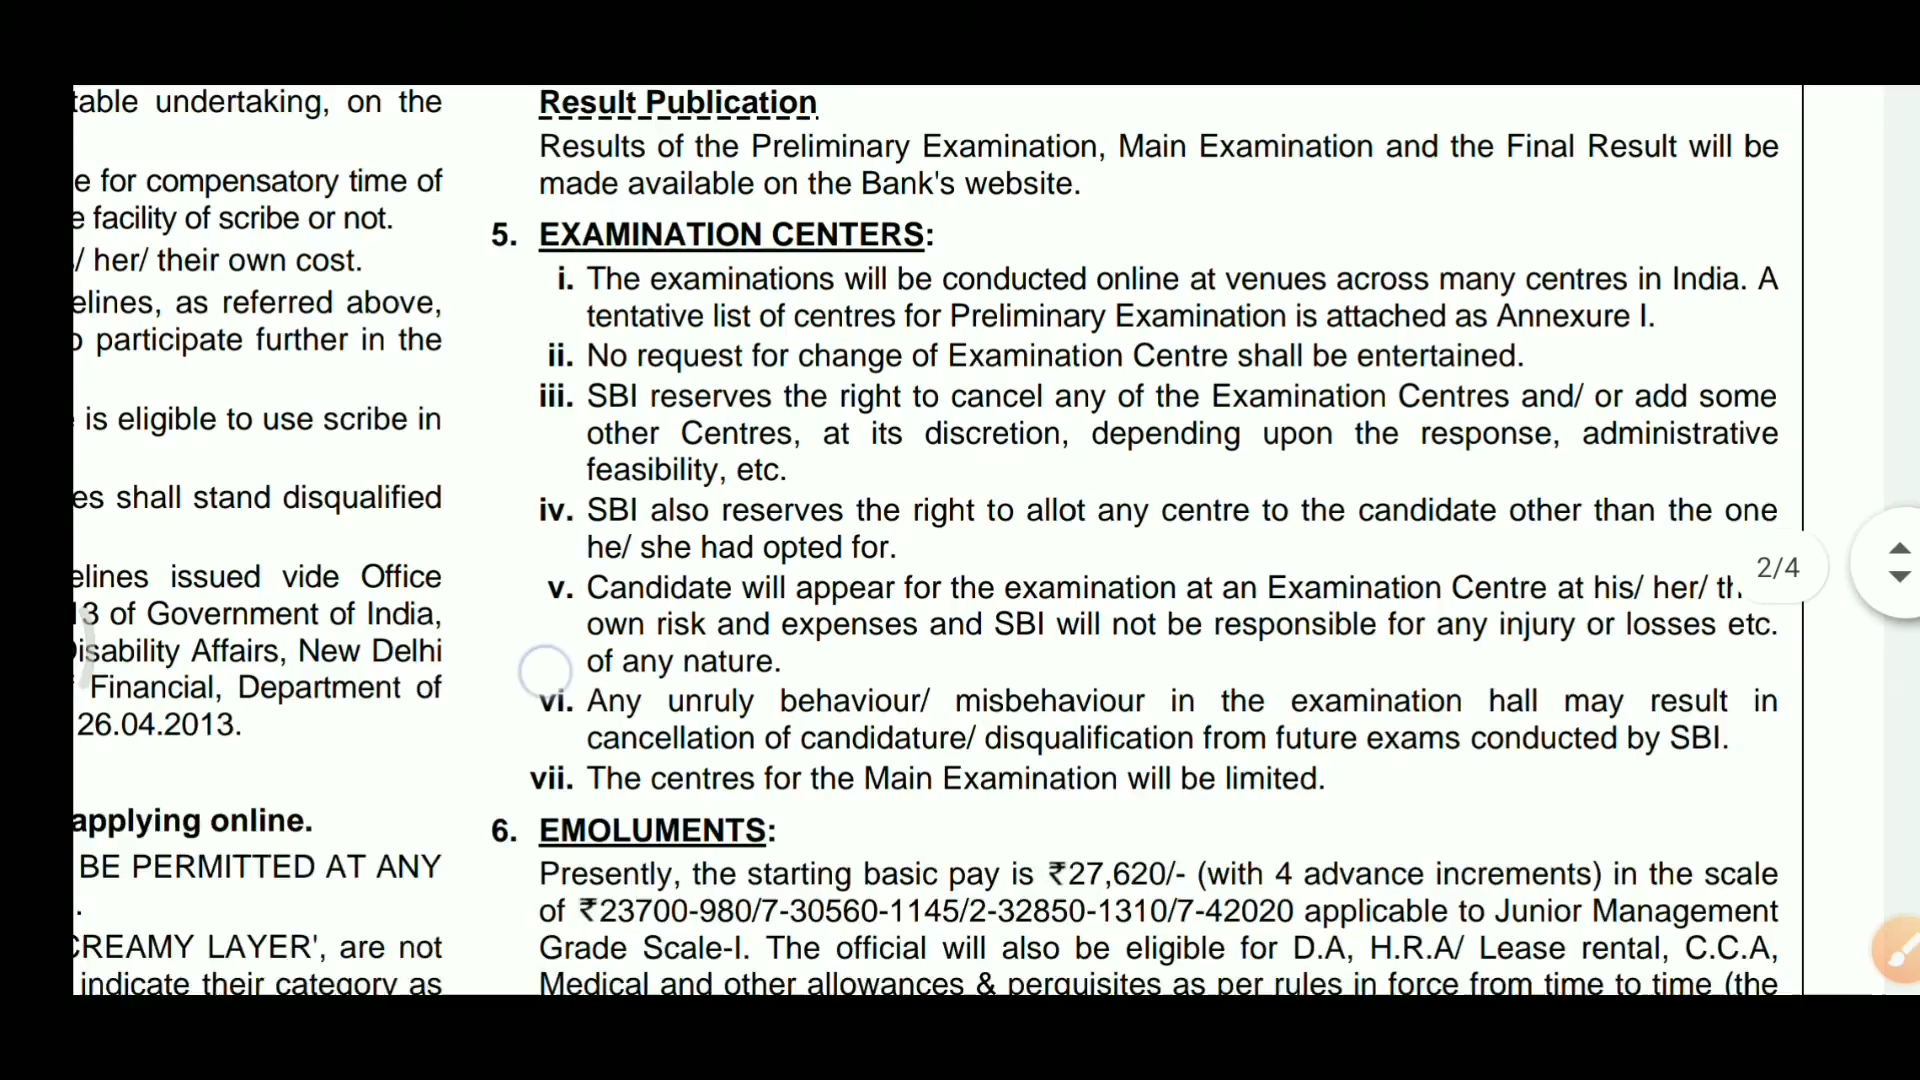 table undertaking, on the
for compensatory time of
facility of scribe or not.
/ her/ their own cost.
elines, as referred above,
participate further in the
is eligible to use scribe in
es shall stand disqualified
elines issued vide Office
13 of Government of India,
isability Affairs, New Delhi
Financial, Department of
26.04.2013.
applying online.
BE PERMITTED AT ANY
.
CREAMY LAYER', are not
indicate their category as
Result Publication
Results of the Preliminary Examination, Main Examination and the Final Result will be
made available on the Bank's website.
5. EXAMINATION CENTERS:
i. The examinations will be conducted online at venues across many centres in India. A
tentative list of centres for Preliminary Examination is attached as Annexure I.
ii. No request for change of Examination Centre shall be entertained.
iii. SBI reserves the right to cancel any of the Examination Centres and/ or add some
other Centres, at its discretion, depending upon the response, administrative
feasibility, etc.
iv. SBI also reserves the right to allot any centre to the candidate other than the one
he/ she had opted for.
v. Candidate will appear for the examination at an Examination Centre at his/ her/
own risk and expenses and SBI will not be responsible for any injury or losses etc.
of any nature.
vi. Any unruly behaviour/ misbehaviour in the examination hall may result in
cancellation of candidature/ disqualification from future exams conducted by SBI.
vii. The centres for the Main Examination will be limited.
6. EMOLUMENTS:
Presently, the starting basic pay is ₹27,620/- (with 4 advance increments) in the scale
of ₹23700-980/7-30560-1145/2-32850-1310/7-42020 applicable to Junior Management
Grade Scale-I. The official will also be eligible for D.A, H.R.A/ Lease rental, C.C.A,
Medical and other allowances & perquisites as per rules in force from time to time (the
2/4